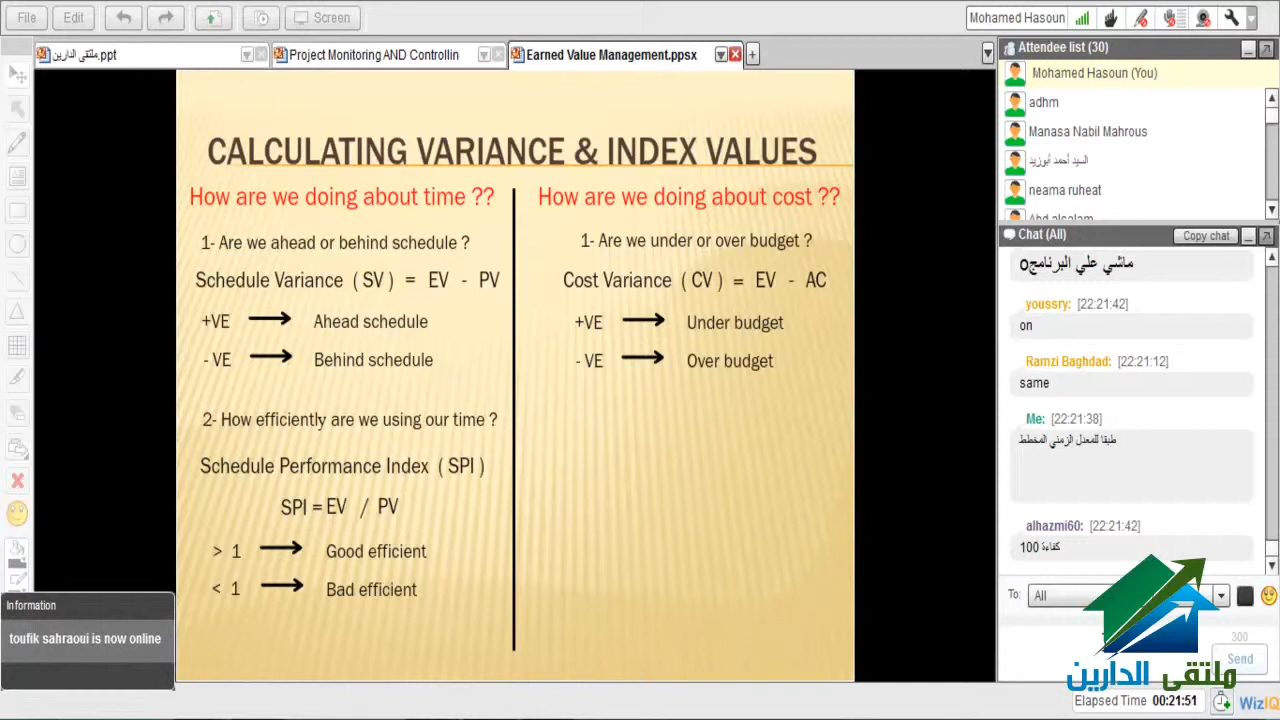 File
Edit
Screen
Mohamed Hasoun
ملتقى الدارين.ppt
Project Monitoring AND Controllin
Earned Value Management.ppsx
CALCULATING VARIANCE & INDEX VALUES
How are we doing about time ??
1- Are we ahead or behind schedule ?
Schedule Variance ( SV ) = EV - PV
+VE Ahead schedule
- VE Behind schedule
2- How efficiently are we using our time ?
Schedule Performance Index ( SPI )
SPI = EV / PV
> 1 Good efficient
< 1 Bad efficient
How are we doing about cost ??
1- Are we under or over budget ?
Cost Variance ( CV ) = EV - AC
+VE Under budget
- VE Over budget
Attendee list (30)
Mohamed Hasoun (You)
adhm
Manasa Nabil Mahrous
السيد أحمد أبوزيد
neama ruheat
Abd alsalam
Chat (All)
Copy chat
ماشي علي البرنامج٥
youssry: [22:21:42]
on
Ramzi Baghdad: [22:21:12]
same
Me: [22:21:38]
طبقا للمعدل الزمني المخطط
alhazmi60: [22:21:42]
كفاءة 100
To: All
300
Send
ملتقى الدارين
Information
toufik sahraoui is now online
Elapsed Time 00:21:51
WizIQ